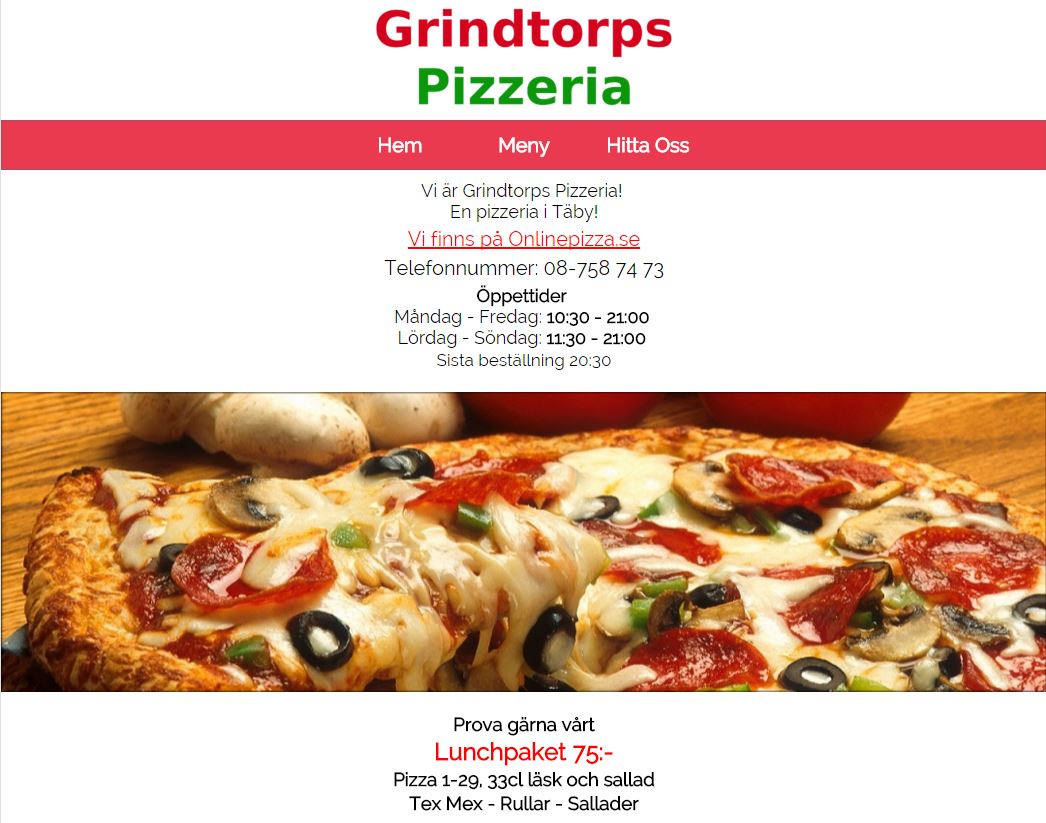 Grindtorps
Pizzeria
Hem Meny Hitta Oss
Vi är Grindtorps Pizzeria!
En pizzeria i Täby!
Vi finns på Onlinepizza.se
Telefonnummer: 08-758 74 73
Öppettider
Måndag - Fredag: 10:30 - 21:00
Lördag - Söndag: 11:30 - 21:00
Sista beställning 20:30
Prova gärna vårt
Lunchpaket 75:-
Pizza 1-29, 33cl läsk och sallad
Tex Mex - Rullar - Sallader